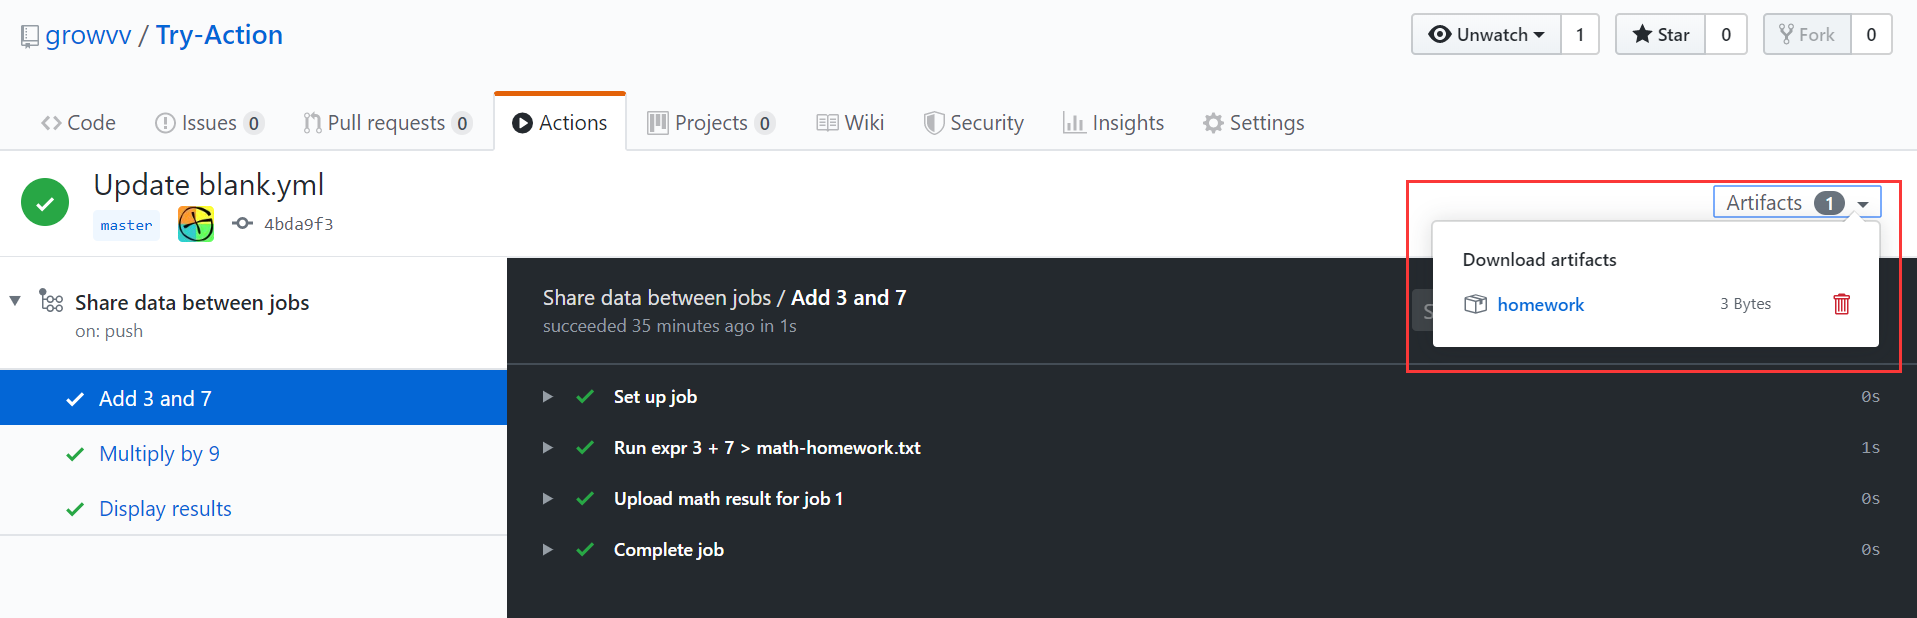 growvv / Try-Action
Unwatch 1
Star 0
Fork 0
Code
Issues 0
Pull requests 0
Actions
Projects 0
Wiki
Security
Insights
Settings
Update blank.yml
master
4bda9f3
Artifacts 1
Download artifacts
homework 3 Bytes
Share data between jobs
on: push
Add 3 and 7
Multiply by 9
Display results
Share data between jobs / Add 3 and 7
succeeded 35 minutes ago in 1s
S
Set up job 0s
Run expr 3 + 7 > math-homework.txt 1s
Upload math result for job 1 0s
Complete job 0s